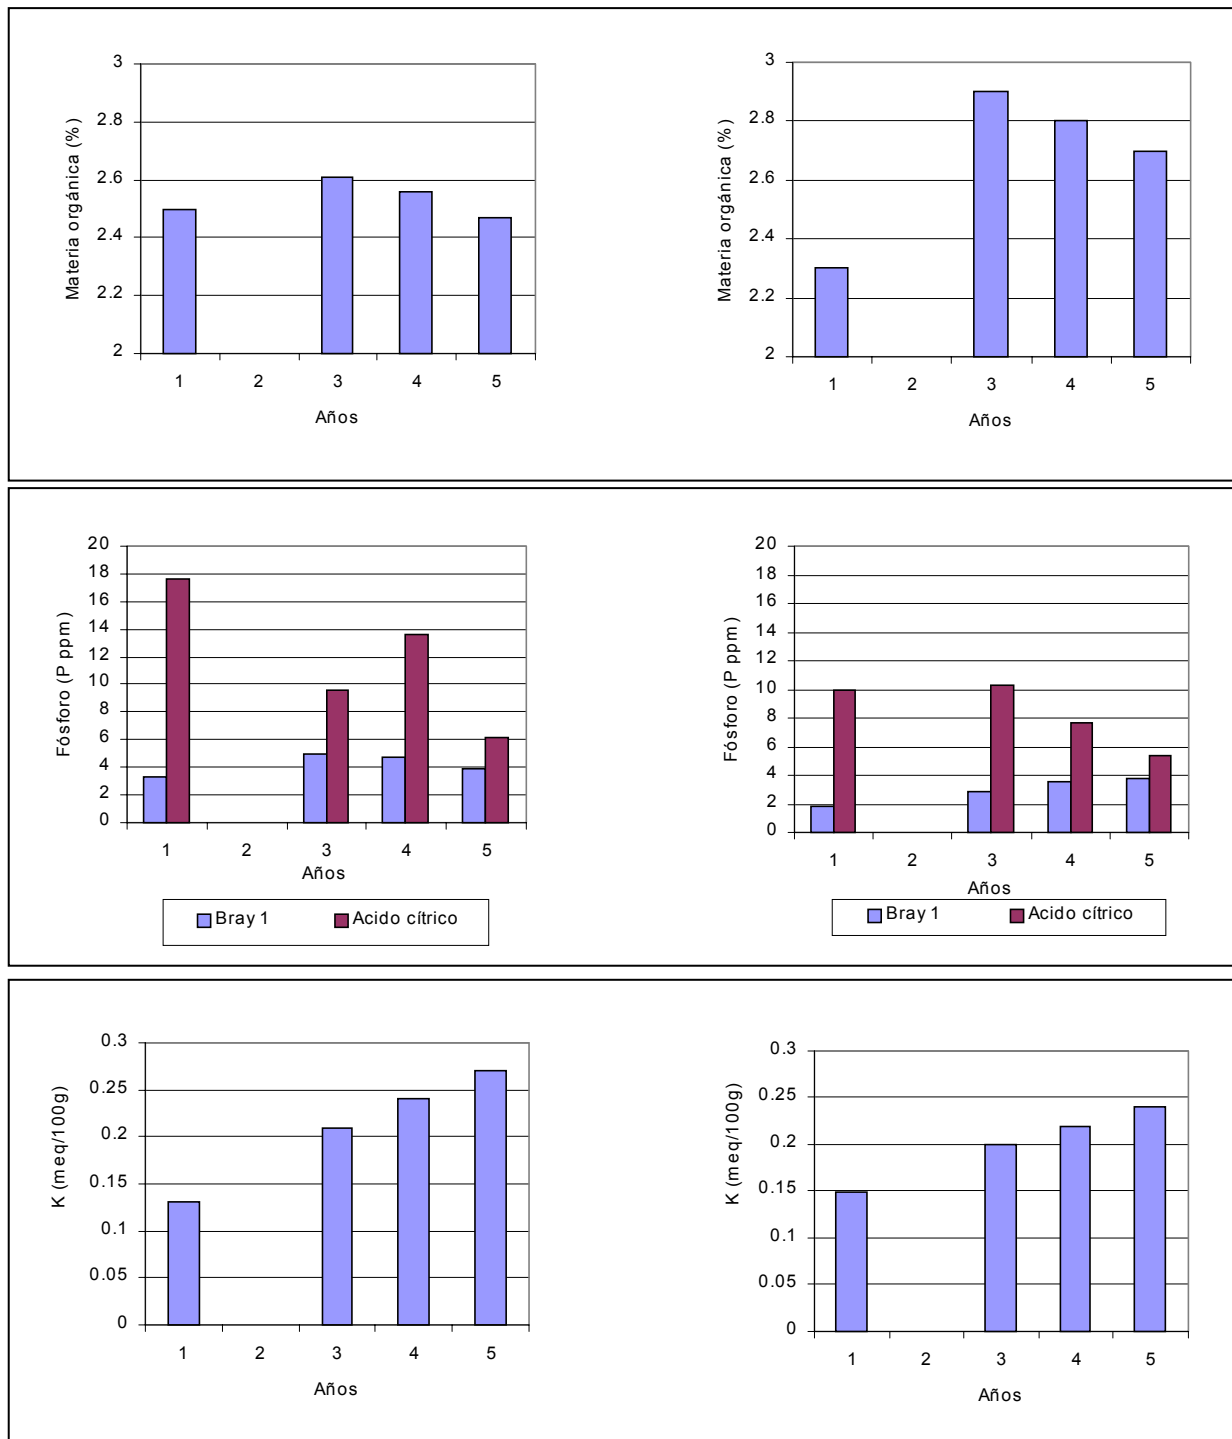 3
2.8
2.6
2.4
2.2
2
Materia orgánica (%)
1 2 3 4 5
Años
3
2.8
2.6
2.4
2.2
2
Materia orgánica (%)
1 2 3 4 5
Años
20
18
16
14
12
10
8
6
4
2
0
Fósforo (P ppm)
1 2 3 4 5
Años
Bray 1 Acido cítrico
20
18
16
14
12
10
8
6
4
2
0
Fósforo (P ppm)
1 2 3 4 5
Años
Bray 1 Acido cítrico
0.3
0.25
0.2
0.15
0.1
0.05
0
K (meq/100g)
1 2 3 4 5
Años
0.3
0.25
0.2
0.15
0.1
0.05
0
K (meq/100g)
1 2 3 4 5
Años